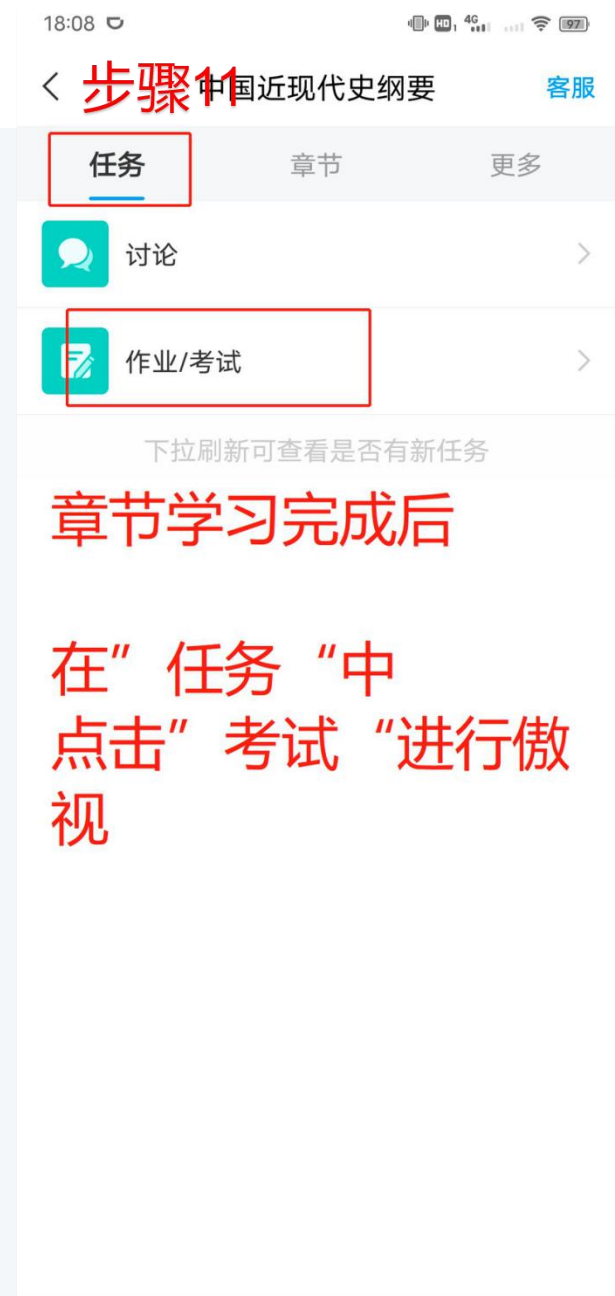 18:08
HD 1 4G 97
步骤11
中国近现代史纲要
客服
任务 章节 更多
讨论
作业/考试
下拉刷新可查看是否有新任务
章节学习完成后
在”任务“中
点击”考试“进行傲
视